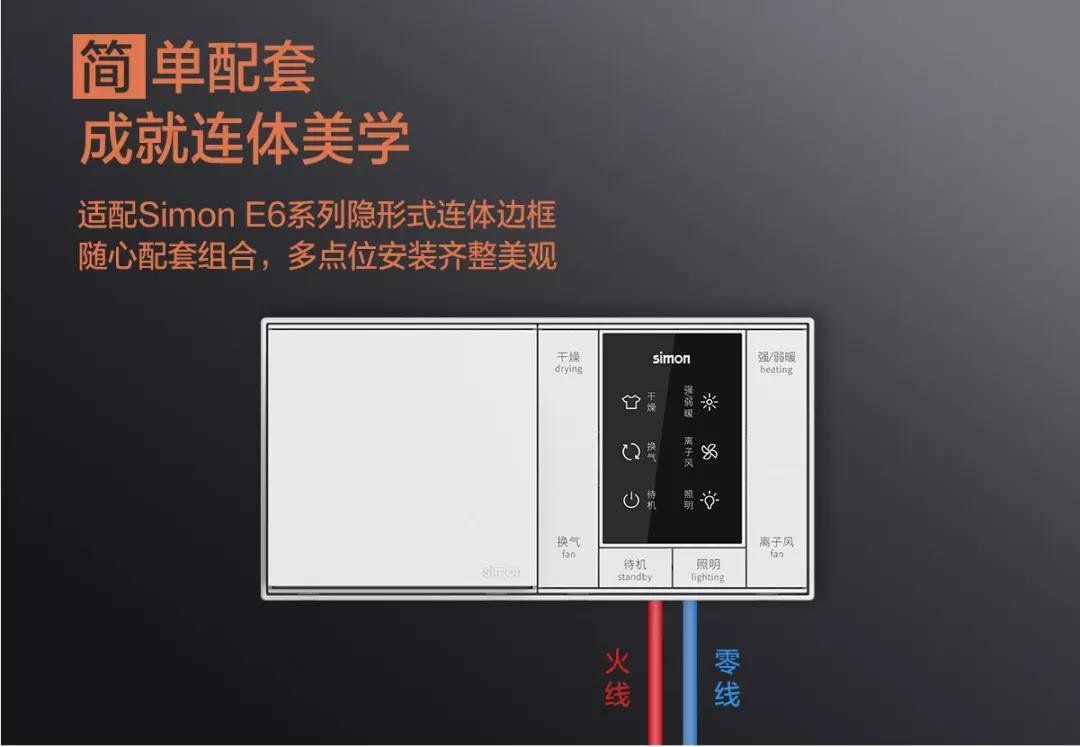 简单配套
成就连体美学
适配Simon E6系列隐形式连体边框
随心配套组合，多点位安装齐整美观
干燥
drying
simon
强/弱暖
heating
干燥
强弱暖
换气
离子风
待机
照明
换气
fan
离子风
fan
待机
standby
照明
lighting
simon
火线
零线